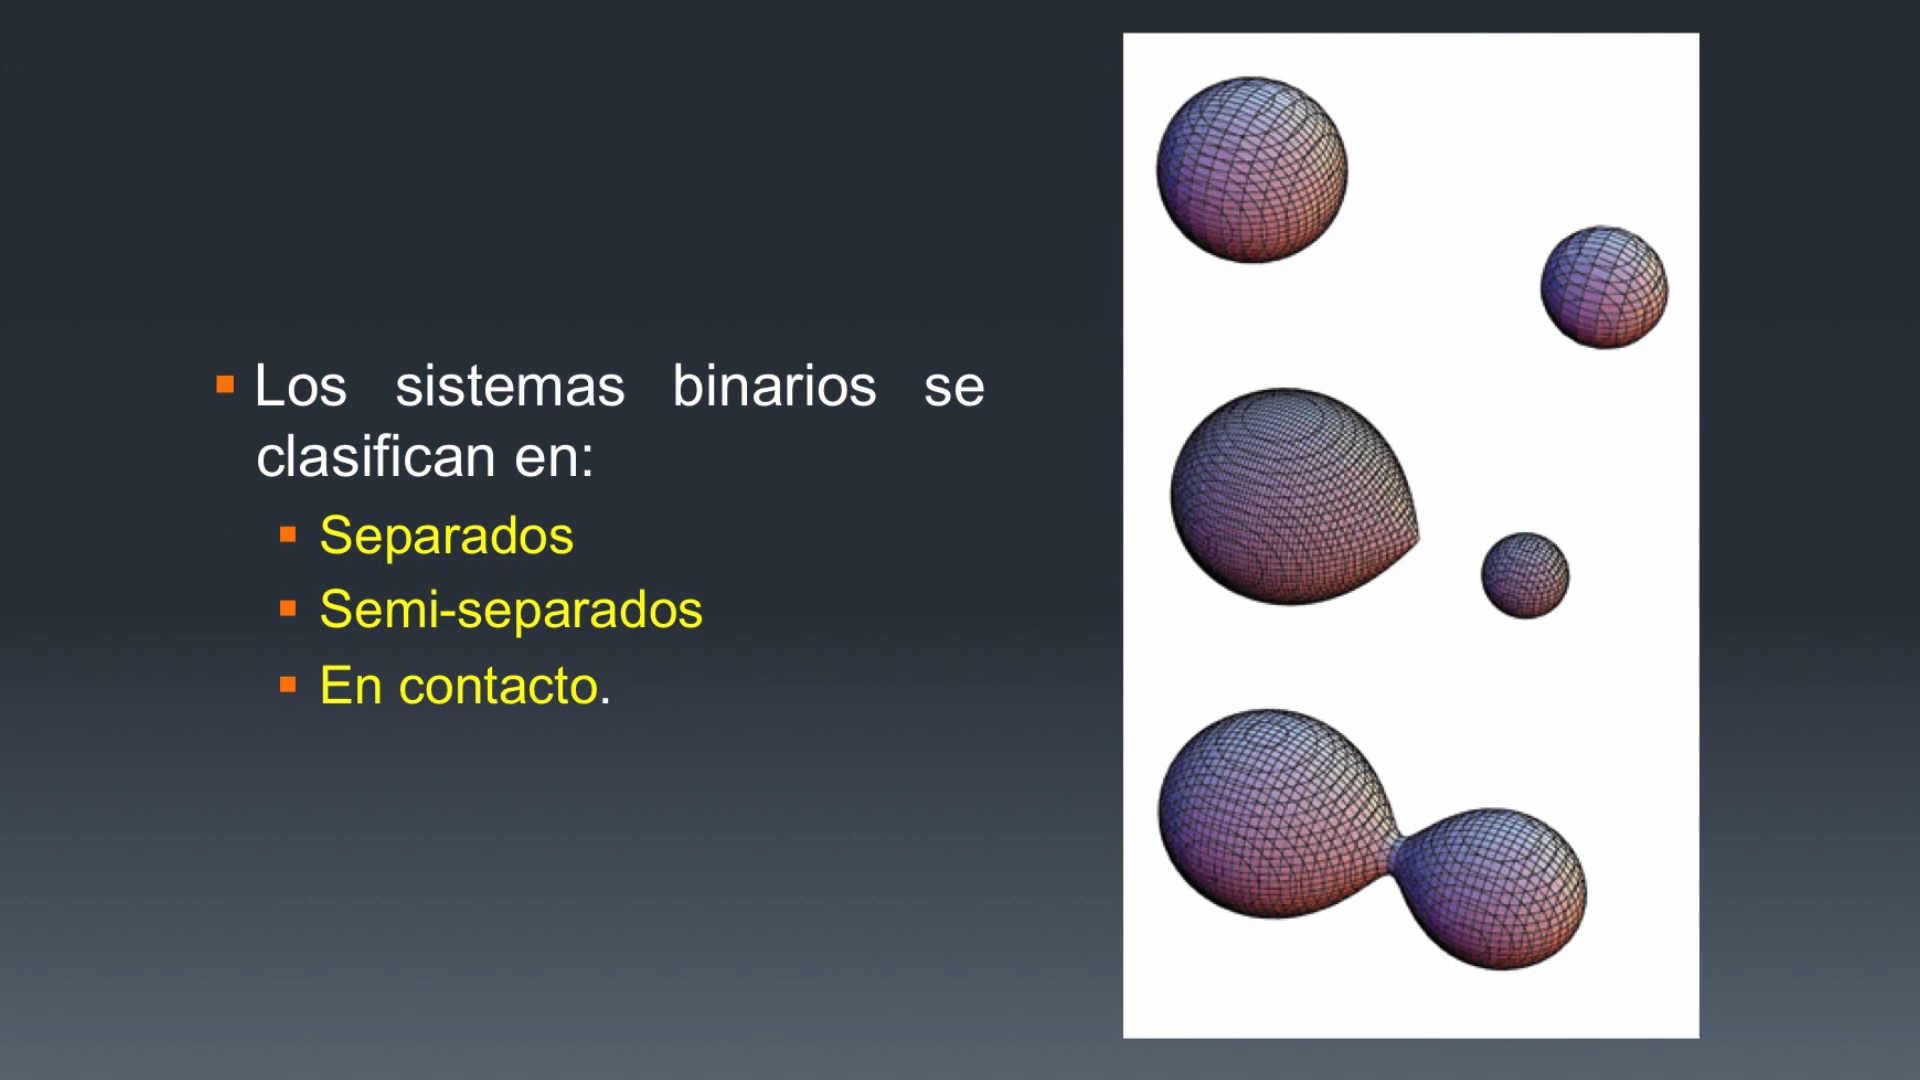 Los sistemas binarios se
clasifican en:
Separados
Semi-separados
En contacto.